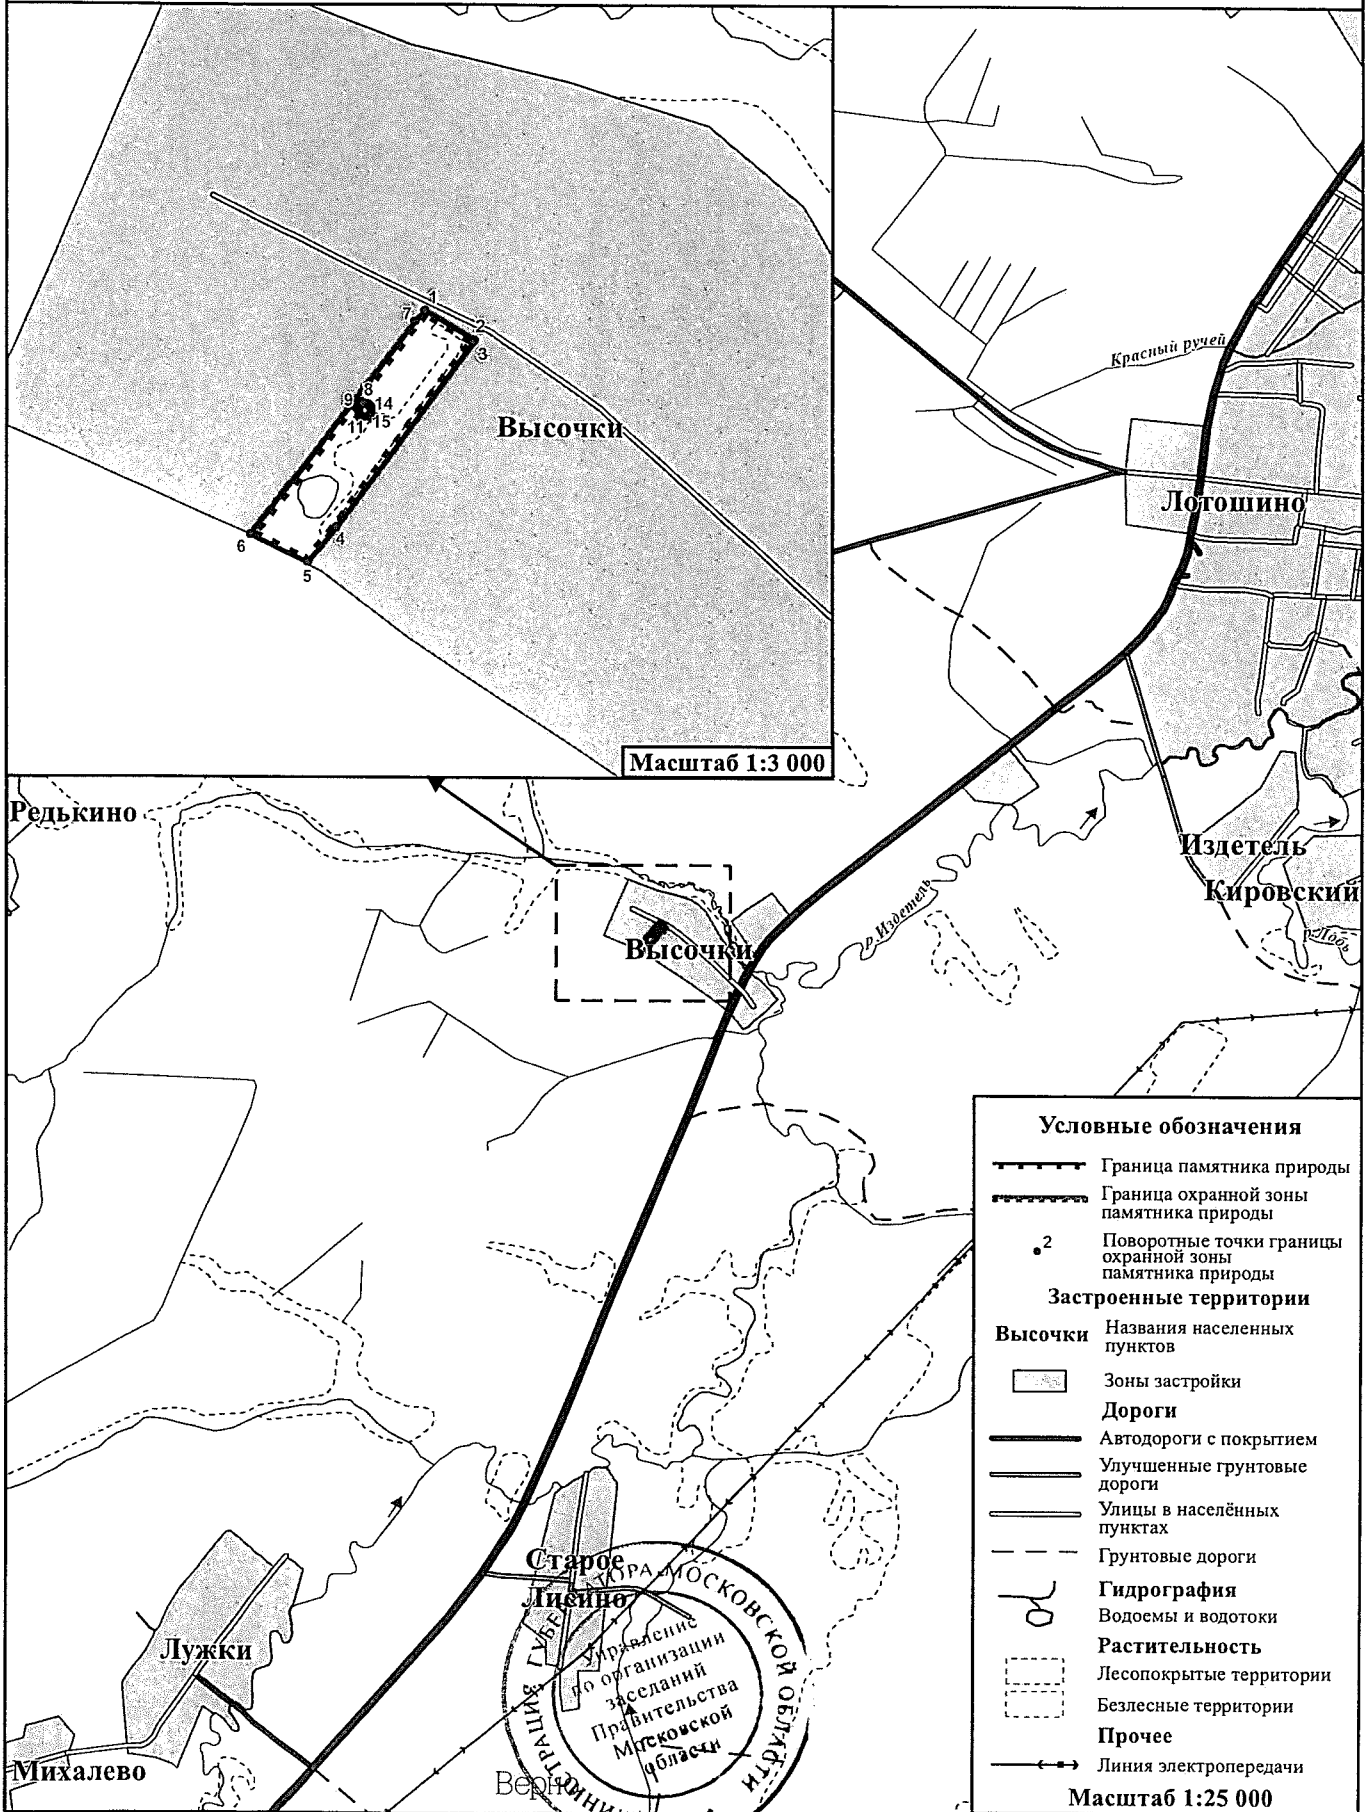 1
7
2
3
8
9
14
11
15
Высочки
4
6
5
Масштаб 1:3 000
Красный ручей
Лотошино
Редькино
Издетель
Кировский
р.Издетель
р.Лобь
Высочки
Старое
Лисино
Лужки
Михалево
Условные обозначения
Граница памятника природы
Граница охранной зоны
памятника природы
2
Поворотные точки границы
охранной зоны
памятника природы
Застроенные территории
Высочки
Названия населенных
пунктов
Зоны застройки
Дороги
Автодороги с покрытием
Улучшенные грунтовые
дороги
Улицы в населённых
пунктах
Грунтовые дороги
Гидрография
Водоемы и водотоки
Растительность
Лесопокрытые территории
Безлесные территории
Прочее
Линия электропередачи
Масштаб 1:25 000
МОСКОВСКОЙ ОБЛАСТИ
Управление
по организации
заседаний
Правительства
Московской
области